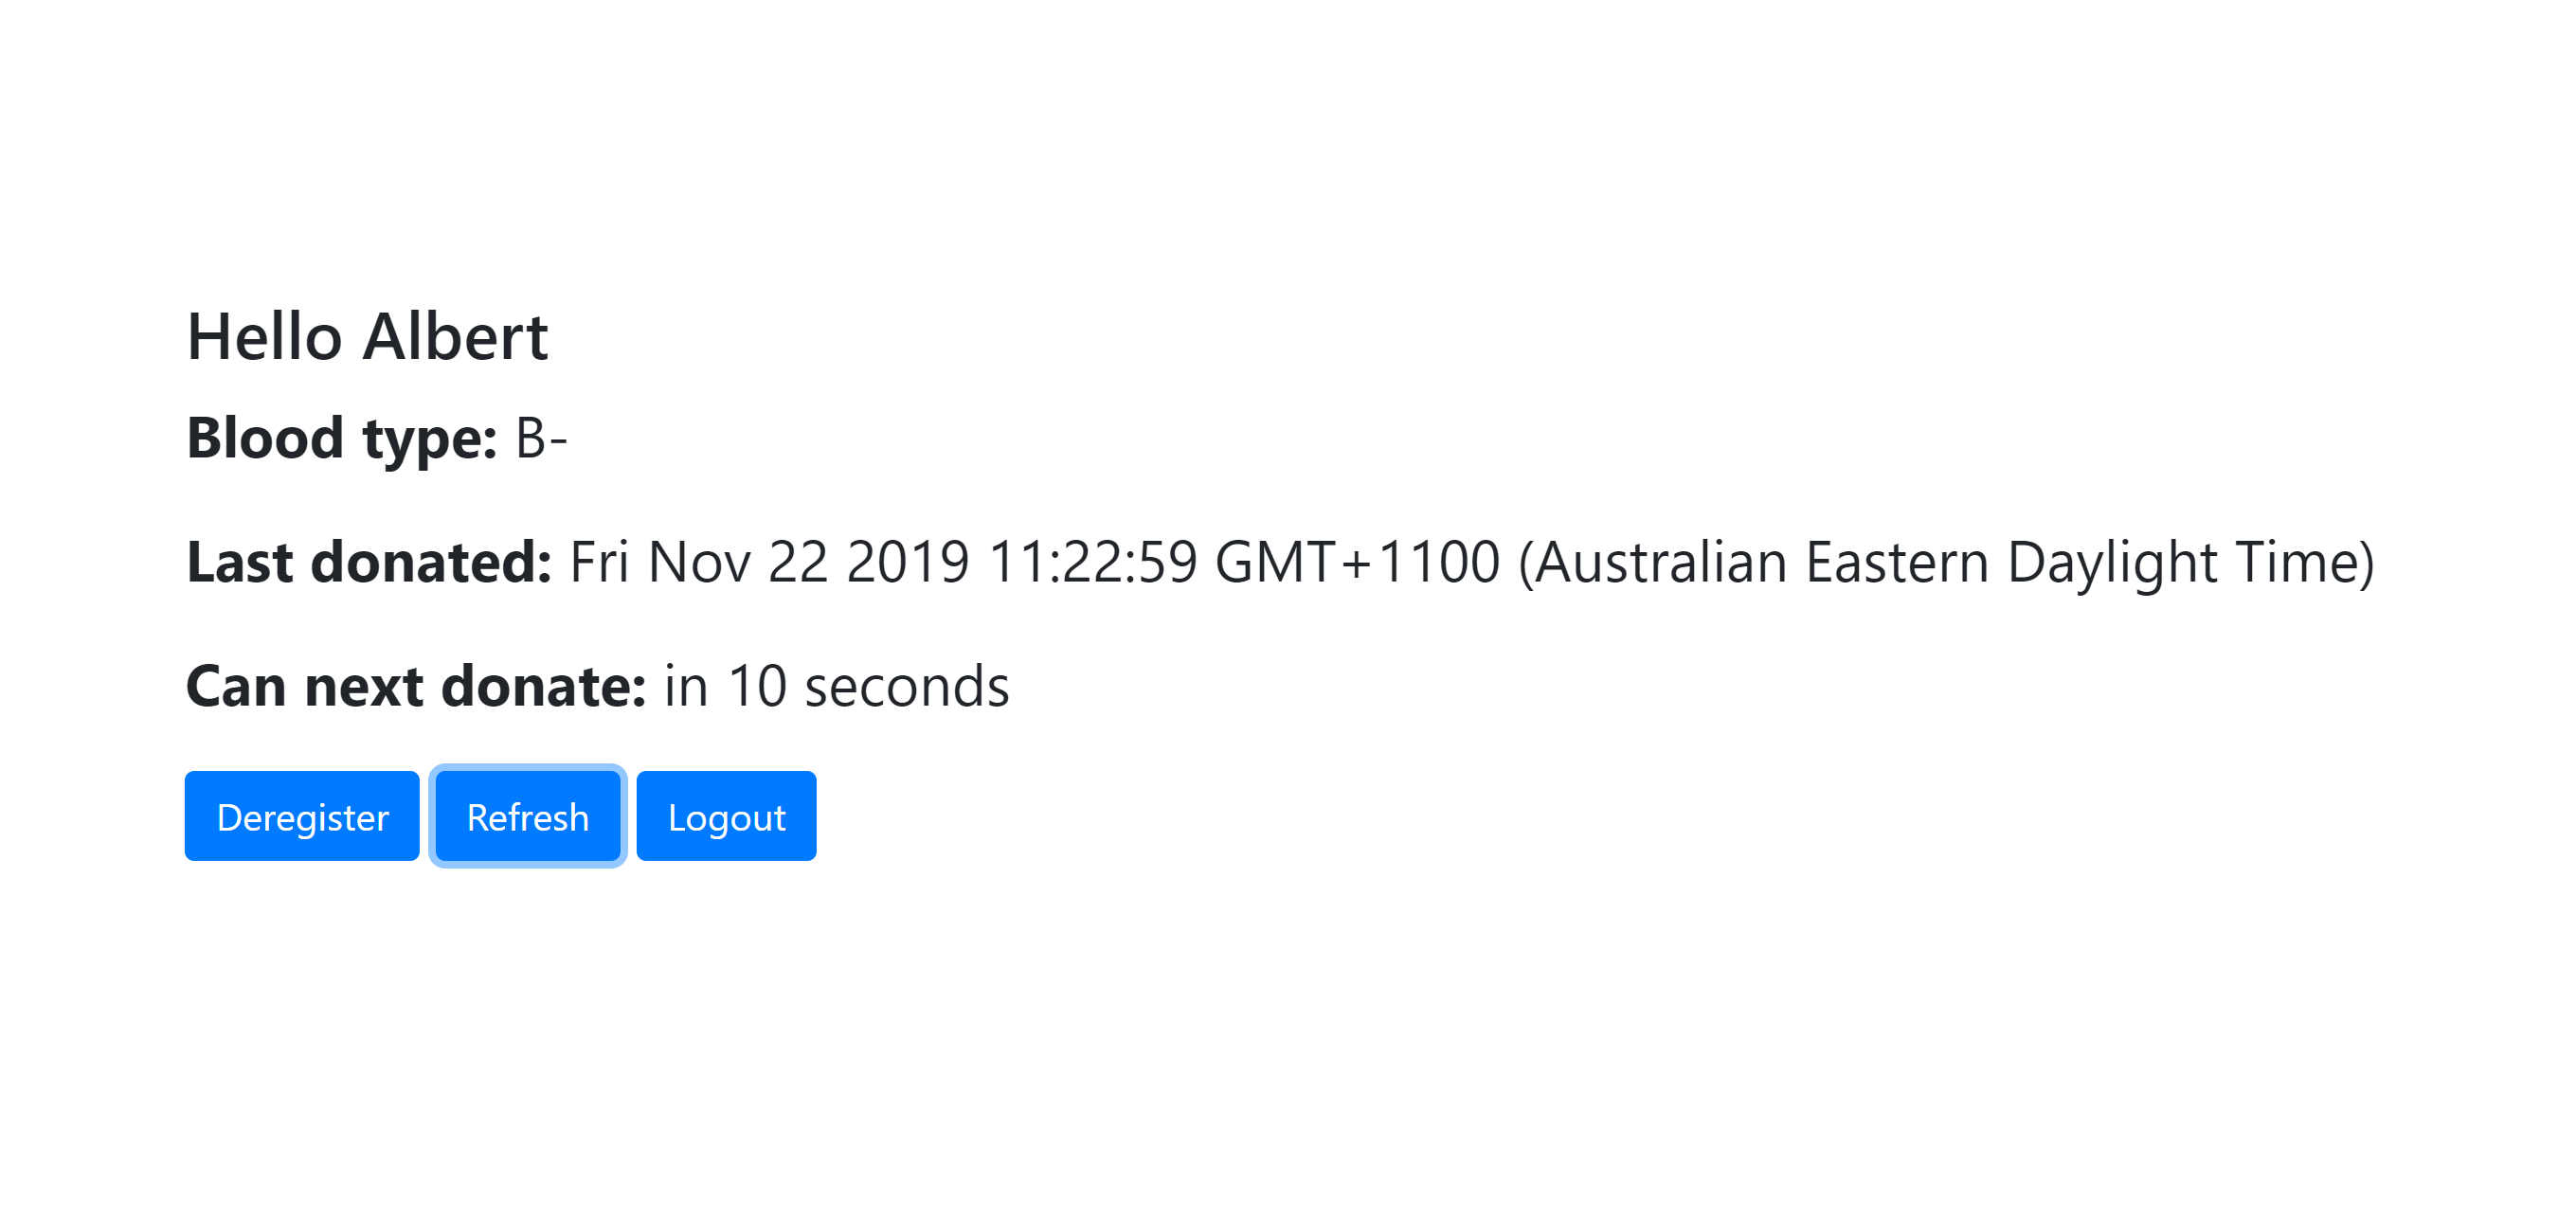 Hello Albert
Blood type: B-
Last donated: Fri Nov 22 2019 11:22:59 GMT+1100 (Australian Eastern Daylight Time)
Can next donate: in 10 seconds
Deregister Refresh Logout